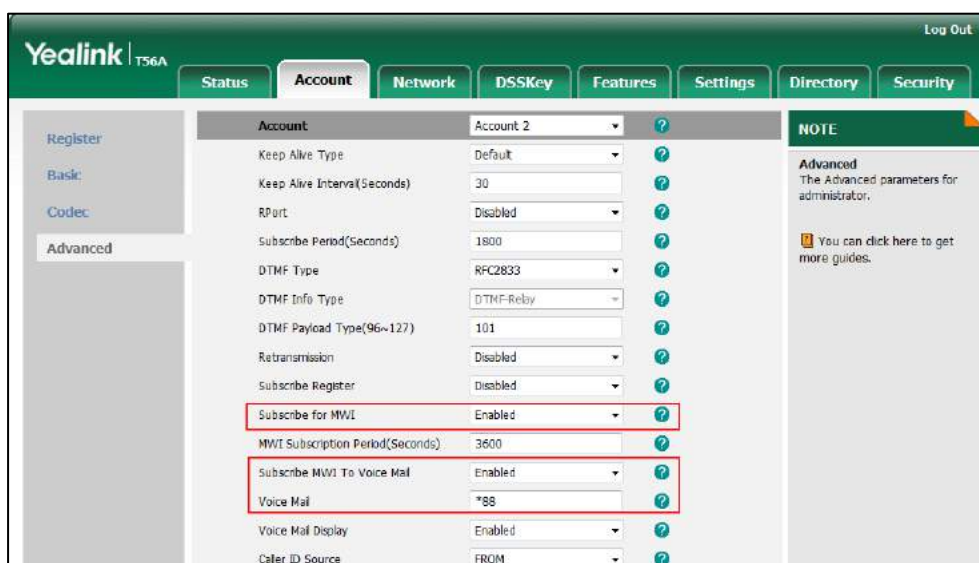 Log Out
Yealink | T56A
Status Account Network DSSKey Features Settings Directory Security
Register
Basic
Codec
Advanced
Account Account 2 ?
Keep Alive Type Default ?
Keep Alive Interval(Seconds) 30 ?
RPort Disabled ?
Subscribe Period(Seconds) 1800 ?
DTMF Type RFC2833 ?
DTMF Info Type DTMF-Relay ?
DTMF Payload Type(96~127) 101 ?
Retransmission Disabled ?
Subscribe Register Disabled ?
Subscribe for MWI Enabled ?
MWI Subscription Period(Seconds) 3600 ?
Subscribe MWI To Voice Mail Enabled ?
Voice Mail *88 ?
Voice Mail Display Enabled ?
Caller ID Source FROM ?
NOTE
Advanced
The Advanced parameters for
administrator.
? You can click here to get
more guides.